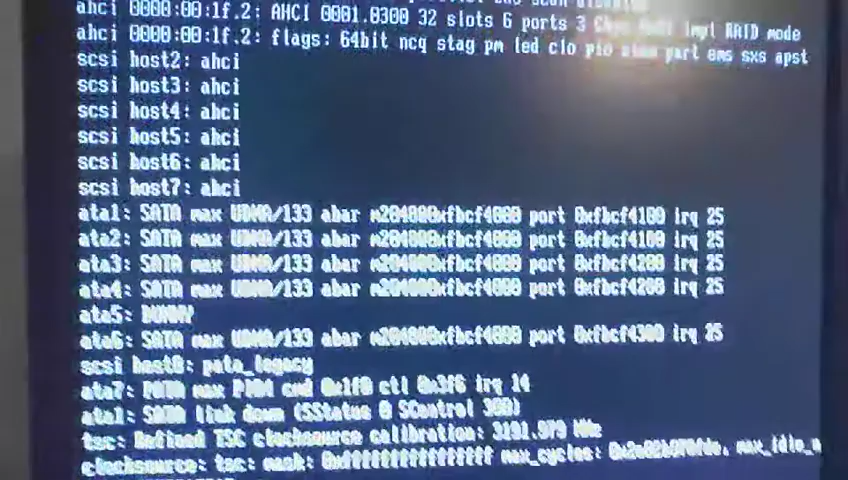 ahci 0000:00:1f.2: AHCI 0001.0300 32 slots 6 ports 3 impl RAID mode
ahci 0000:00:1f.2: flags: 64bit ncq stag pm led clo pio part ems sxs apst
scsi host2: ahci
scsi host3: ahci
scsi host4: ahci
scsi host5: ahci
scsi host6: ahci
scsi host7: ahci
ata1: SATA max UDMA/133 abar m2048@0xfbcf4000 port 0xfbcf4100 irq 25
ata2: SATA max UDMA/133 abar m2048@0xfbcf4000 port 0xfbcf4180 irq 25
ata3: SATA max UDMA/133 abar m2048@0xfbcf4000 port 0xfbcf4200 irq 25
ata4: SATA max UDMA/133 abar m2048@0xfbcf4000 port 0xfbcf4280 irq 25
ata5: DUMMY
ata6: SATA max UDMA/133 abar m2048@0xfbcf4000 port 0xfbcf4380 irq 25
scsi host8: pata_legacy
ata7: PATA max PIO4 cmd 0x1f0 ctl 0x3f6 irq 14
ata1: SATA link down (SStatus 0 SControl 300)
tsc: Refined TSC clocksource calibration: 3191.979 MHz
clocksource: tsc: mask: 0xffffffffffffffff max_cycles: